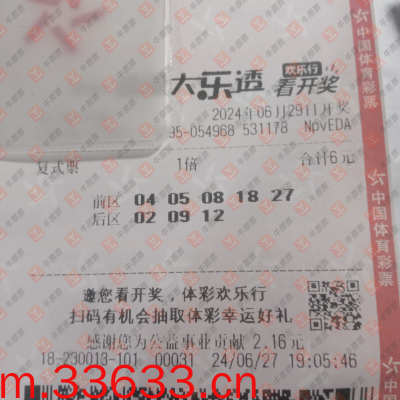 大乐透 欢乐行 看开奖
2024年06月29日开奖
95-054968 531178 NpVEDA
复式票 1倍 合计6元
前区 04 05 08 18 27
后区 02 09 12
邀您看开奖，体彩欢乐行
扫码有机会抽取体彩幸运好礼
感谢您为公益事业贡献 2.16元
18-230013-101 00031 24/06/27 19:05:46
m.33633.cn
中国体育彩票
中国体育彩票